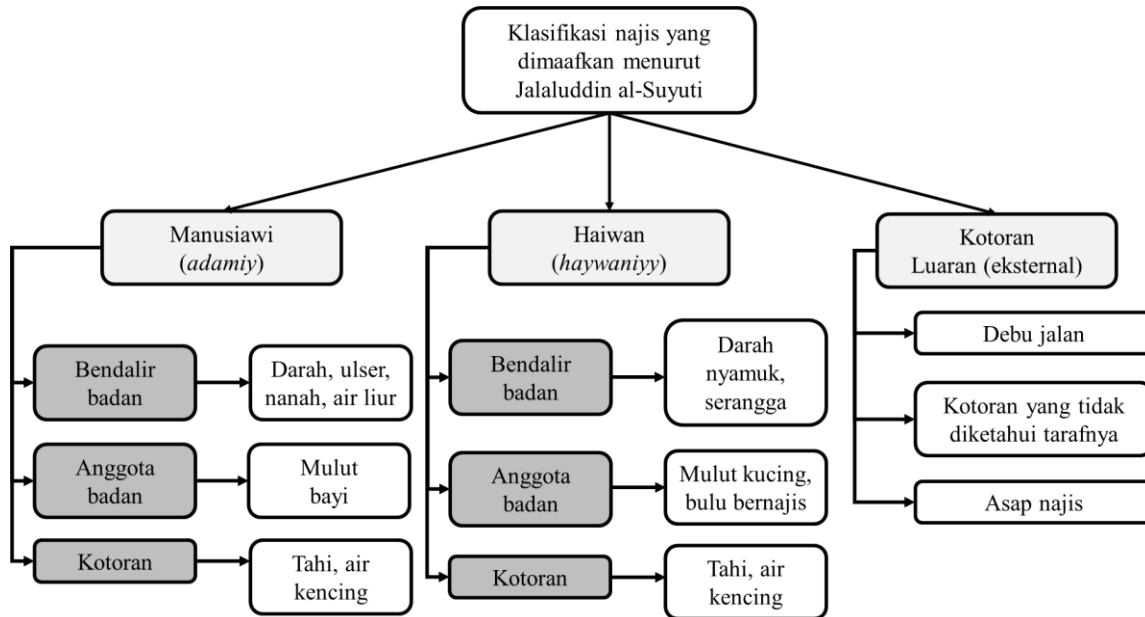 Klasifikasi najis yang
dimaafkan menurut
Jalaluddin al-Suyuti
Manusiawi
(adamiy)
Bendalir
badan
Darah, ulser,
nanah, air liur
Anggota
badan
Mulut
bayi
Kotoran
Tahi, air
kencing
Haiwan
(haywaniyy)
Bendalir
badan
Darah
nyamuk,
serangga
Anggota
badan
Mulut kucing,
bulu bernajis
Kotoran
Tahi, air
kencing
Kotoran
Luaran (eksternal)
Debu jalan
Kotoran yang tidak
diketahui tarafnya
Asap najis